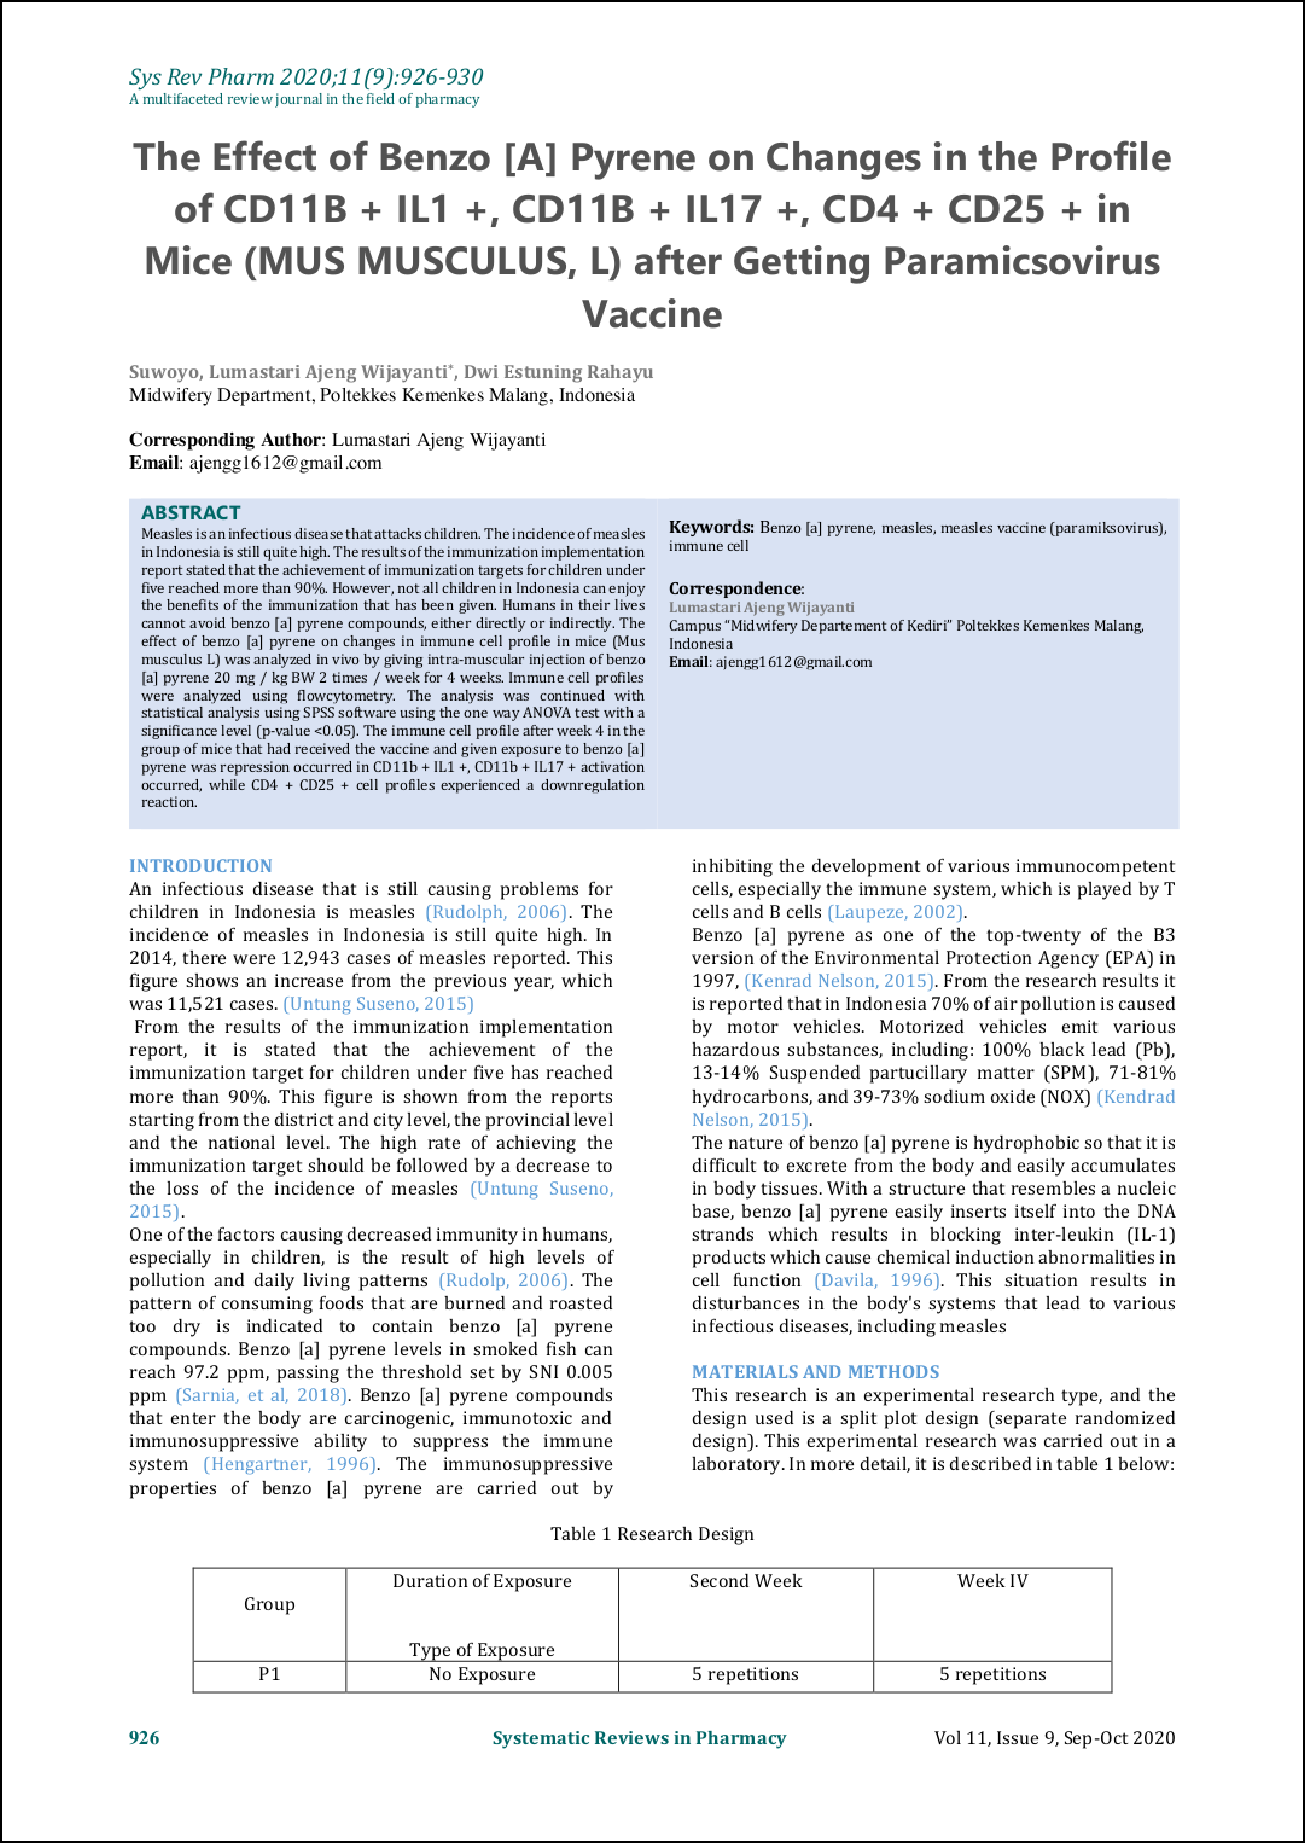 Sys Rev Pharm 2020;11(9):926-930
A multifaceted review journal in the field of pharmacy
The Effect of Benzo [A] Pyrene on Changes in the Profile
of CD11B + IL1 +, CD11B + IL17 +, CD4 + CD25 + in
Mice (MUS MUSCULUS, L) after Getting Paramicsovirus
Vaccine
Suwoyo, Lumastari Ajeng Wijayanti*, Dwi Estuning Rahayu
Midwifery Department, Poltekkes Kemenkes Malang, Indonesia
Corresponding Author: Lumastari Ajeng Wijayanti
Email: ajengg1612@gmail.com
ABSTRACT
Measles is an infectious disease that attacks children. The incidence of measles
in Indonesia is still quite high. The results of the immunization implementation
report stated that the achievement of immunization targets for children under
five reached more than 90%. However, not all children in Indonesia can enjoy
the benefits of the immunization that has been given. Humans in their lives
cannot avoid benzo [a] pyrene compounds, either directly or indirectly. The
effect of benzo [a] pyrene on changes in immune cell profile in mice (Mus
musculus L) was analyzed in vivo by giving intra-muscular injection of benzo
[a] pyrene 20 mg / kg BW 2 times / week for 4 weeks. Immune cell profiles
were analyzed using flowcytometry. The analysis was continued with
statistical analysis using SPSS software using the one way ANOVA test with a
significance level (p-value <0.05). The immune cell profile after week 4 in the
group of mice that had received the vaccine and given exposure to benzo [a]
pyrene was repression occurred in CD11b + IL1 +, CD11b + IL17 + activation
occurred, while CD4 + CD25 + cell profiles experienced a downregulation
reaction.
Keywords: Benzo [a] pyrene, measles, measles vaccine (paramiksovirus),
immune cell
Correspondence:
Lumastari Ajeng Wijayanti
Campus “Midwifery Departement of Kediri” Poltekkes Kemenkes Malang,
Indonesia
Email: ajengg1612@gmail.com
INTRODUCTION
An infectious disease that is still causing problems for
children in Indonesia is measles (Rudolph, 2006). The
incidence of measles in Indonesia is still quite high. In
2014, there were 12,943 cases of measles reported. This
figure shows an increase from the previous year, which
was 11,521 cases. (Untung Suseno, 2015)
From the results of the immunization implementation
report, it is stated that the achievement of the
immunization target for children under five has reached
more than 90%. This figure is shown from the reports
starting from the district and city level, the provincial level
and the national level. The high rate of achieving the
immunization target should be followed by a decrease to
the loss of the incidence of measles (Untung Suseno,
2015).
One of the factors causing decreased immunity in humans,
especially in children, is the result of high levels of
pollution and daily living patterns (Rudolp, 2006). The
pattern of consuming foods that are burned and roasted
too dry is indicated to contain benzo [a] pyrene
compounds. Benzo [a] pyrene levels in smoked fish can
reach 97.2 ppm, passing the threshold set by SNI 0.005
ppm (Sarnia, et al, 2018). Benzo [a] pyrene compounds
that enter the body are carcinogenic, immunotoxic and
immunosuppressive ability to suppress the immune
system (Hengartner, 1996). The immunosuppressive
properties of benzo [a] pyrene are carried out by
inhibiting the development of various immunocompetent
cells, especially the immune system, which is played by T
cells and B cells (Laupeze, 2002).
Benzo [a] pyrene as one of the top-twenty of the B3
version of the Environmental Protection Agency (EPA) in
1997, (Kenrad Nelson, 2015). From the research results it
is reported that in Indonesia 70% of air pollution is caused
by motor vehicles. Motorized vehicles emit various
hazardous substances, including: 100% black lead (Pb),
13-14% Suspended partucillary matter (SPM), 71-81%
hydrocarbons, and 39-73% sodium oxide (NOX) (Kendrad
Nelson, 2015).
The nature of benzo [a] pyrene is hydrophobic so that it is
difficult to excrete from the body and easily accumulates
in body tissues. With a structure that resembles a nucleic
base, benzo [a] pyrene easily inserts itself into the DNA
strands which results in blocking inter-leukin (IL-1)
products which cause chemical induction abnormalities in
cell function (Davila, 1996). This situation results in
disturbances in the body's systems that lead to various
infectious diseases, including measles
MATERIALS AND METHODS
This research is an experimental research type, and the
design used is a split plot design (separate randomized
design). This experimental research was carried out in a
laboratory. In more detail, it is described in table 1 below:
Table 1 Research Design
Group
Duration of Exposure
Type of Exposure
Second Week
Week IV
P1
No Exposure
5 repetitions
5 repetitions
926
Systematic Reviews in Pharmacy
Vol 11, Issue 9, Sep-Oct 2020